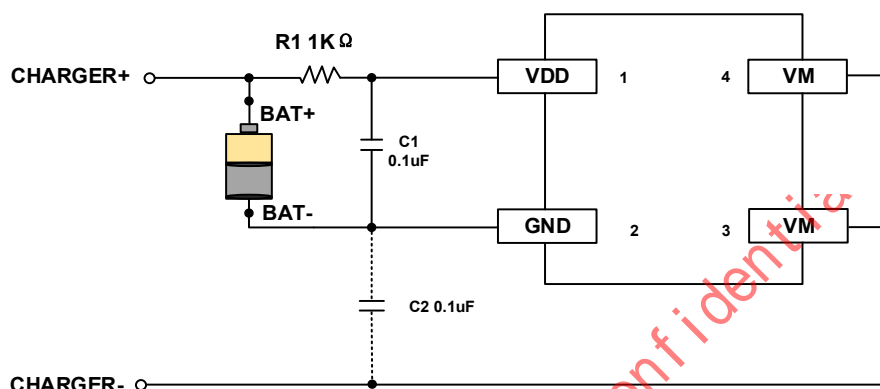 R1 1KΩ
CHARGER+
VDD
1
4
VM
BAT+
C1
0.1uF
BAT-
GND
2
3
VM
C2 0.1uF
CHARGER-
onfidentia